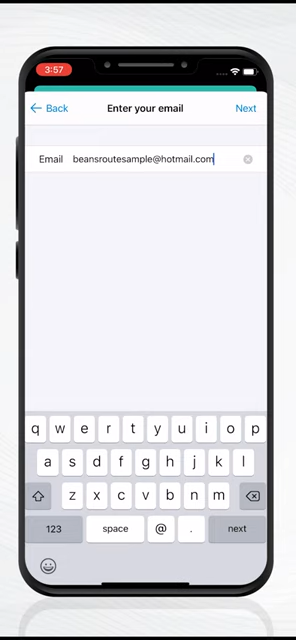 3:57
Back Enter your email Next
Email beansroutesample@hotmail.com
q w e r t y u i o p
a s d f g h j k l
z x c v b n m
123 space @ . next